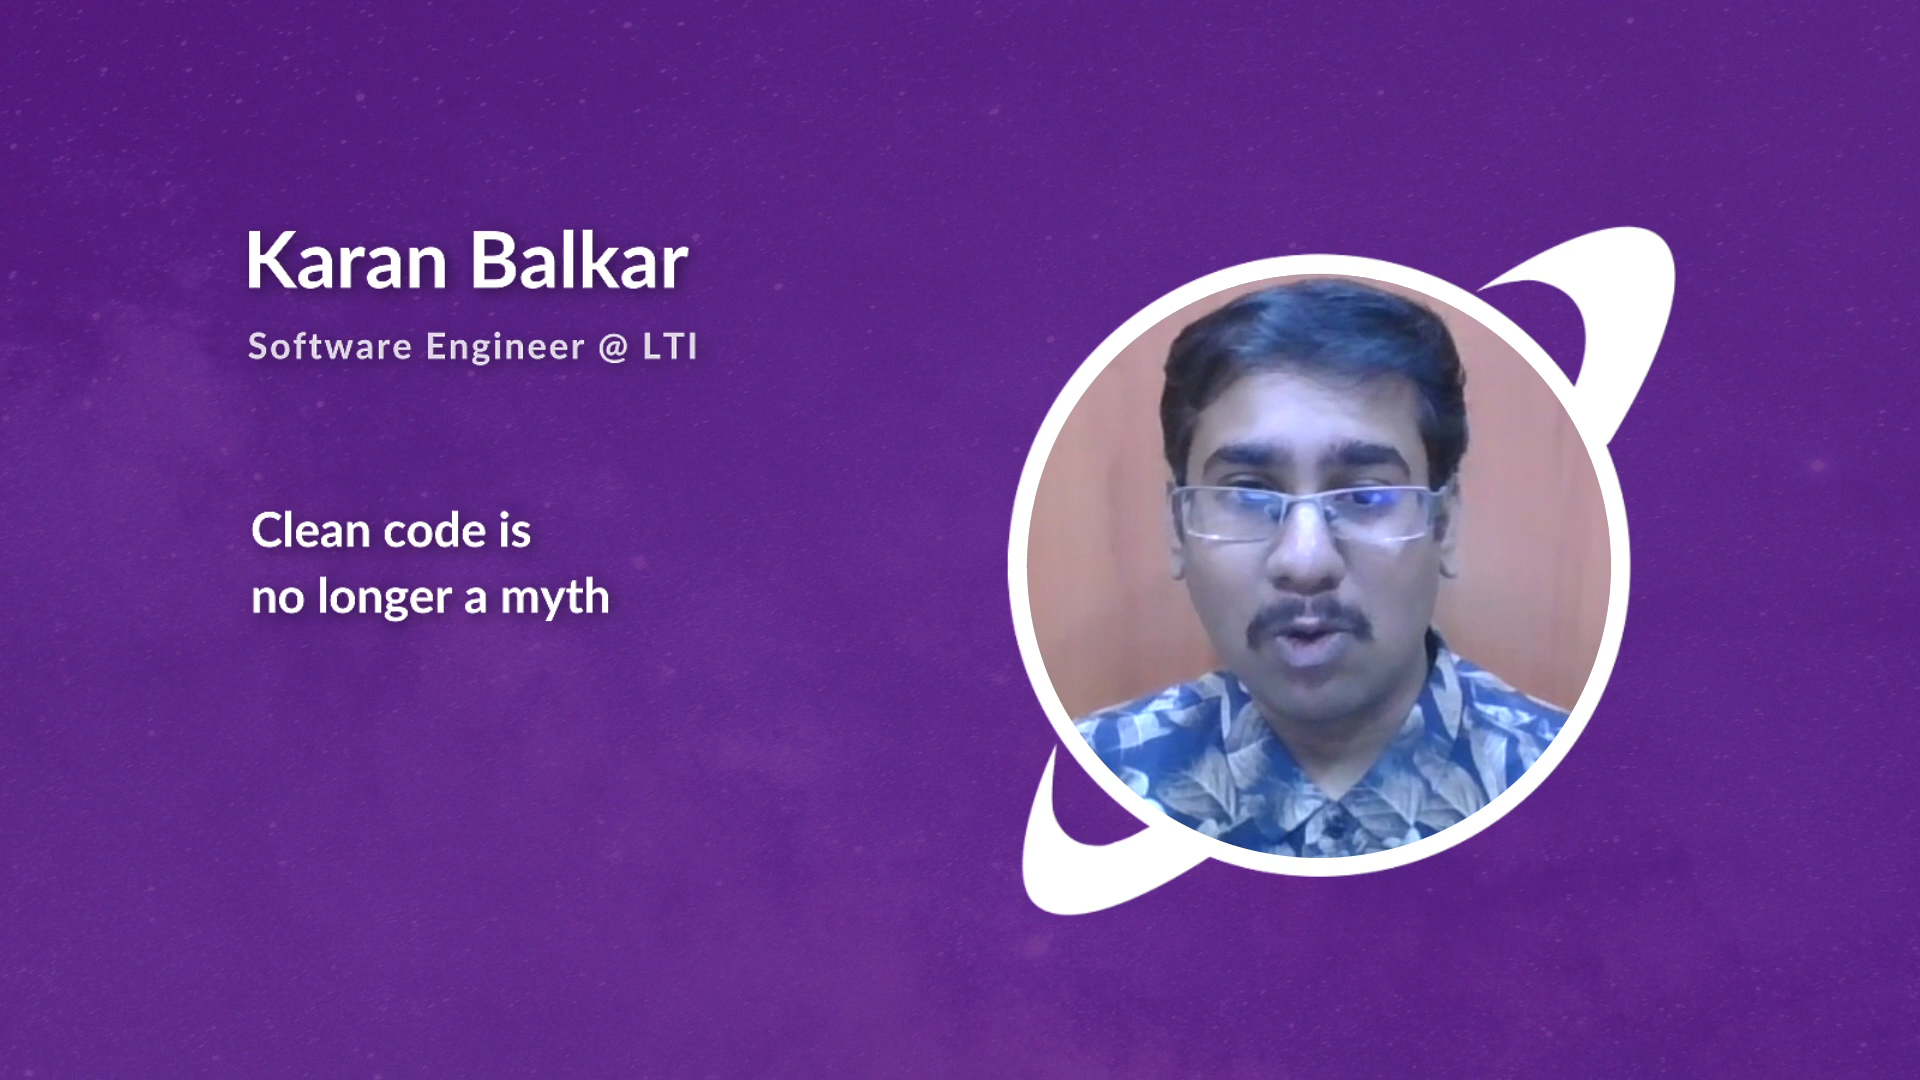 Karan Balkar
Software Engineer @ LTI
Clean code is
no longer a myth